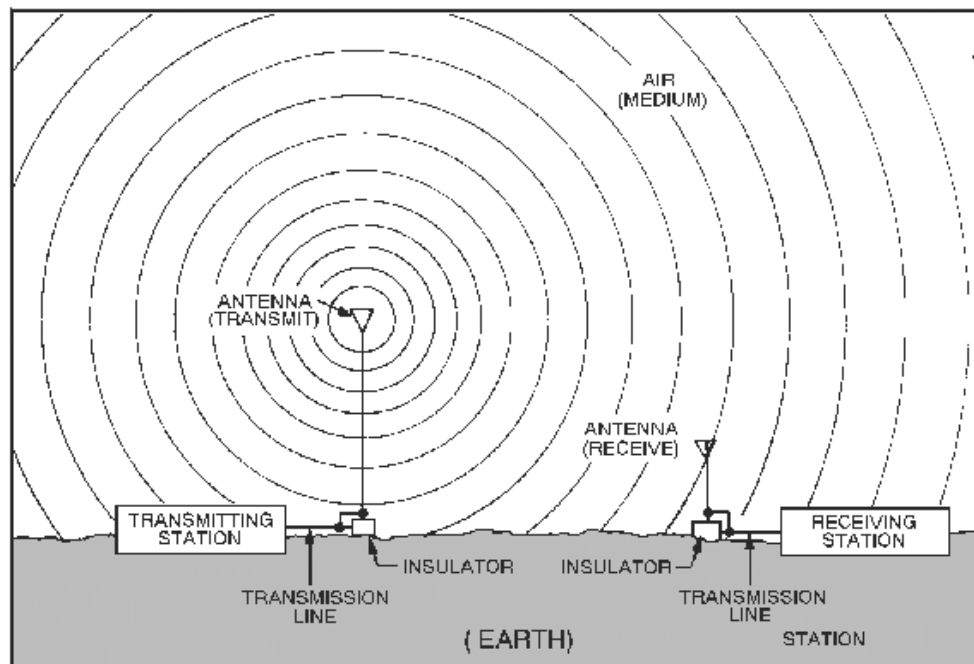 AIR
(MEDIUM)
ANTENNA
(TRANSMIT)
ANTENNA
(RECEIVE)
TRANSMITTING
STATION
RECEIVING
STATION
INSULATOR
INSULATOR
TRANSMISSION
LINE
TRANSMISSION
LINE
STATION
( EARTH)